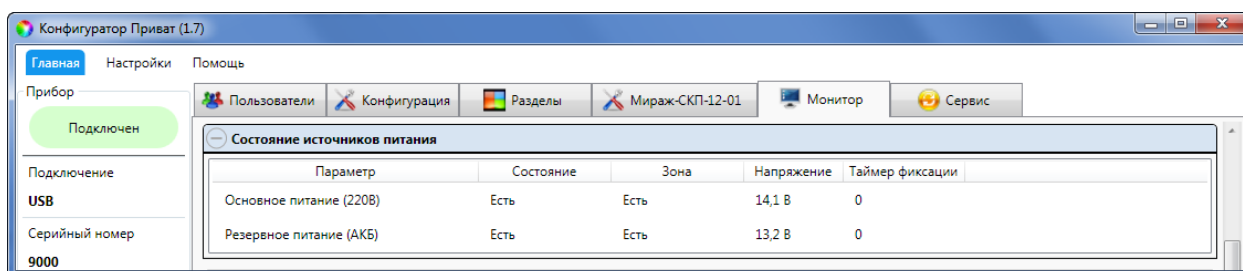 Конфигуратор Приват (1.7)
Главная Настройки Помощь
Прибор
Подключен
Подключение
USB
Серийный номер
9000
Пользователи Конфигурация Разделы Мираж-СКП-12-01 Монитор Сервис
Состояние источников питания
Параметр Состояние Зона Напряжение Таймер фиксации
Основное питание (220В) Есть Есть 14,1 В 0
Резервное питание (АКБ) Есть Есть 13,2 В 0